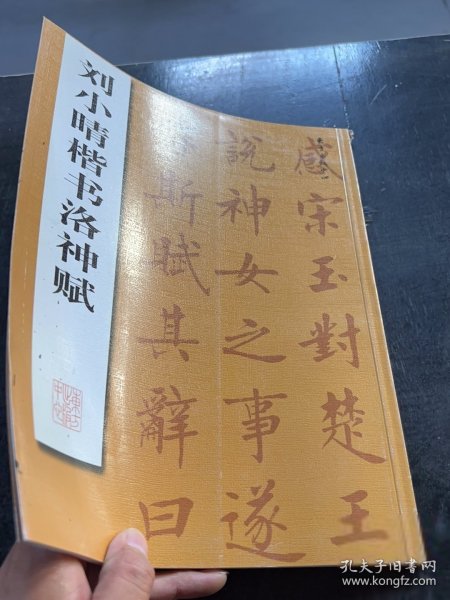 刘小晴楷书洛神赋
感宋玉對楚王
說神女之事遂
斯賦其辭曰
孔夫子旧书网
www.kongfz.com